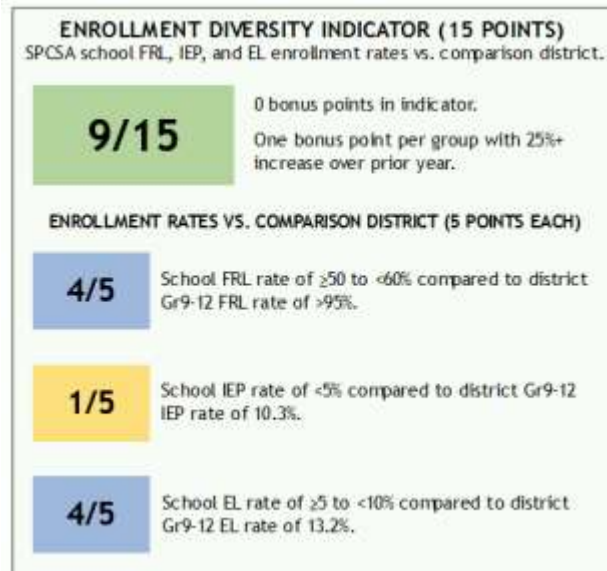 ENROLLMENT DIVERSITY INDICATOR (15 POINTS)
SPCSA school FRL, IEP, and EL enrollment rates vs. comparison district.
9/15
0 bonus points in indicator.
One bonus point per group with 25%+
increase over prior year.
ENROLLMENT RATES VS. COMPARISON DISTRICT (5 POINTS EACH)
4/5
School FRL rate of ≥50 to <60% compared to district
Gr9-12 FRL rate of >95%.
1/5
School IEP rate of <5% compared to district Gr9-12
IEP rate of 10.3%.
4/5
School EL rate of ≥5 to <10% compared to district
Gr9-12 EL rate of 13.2%.